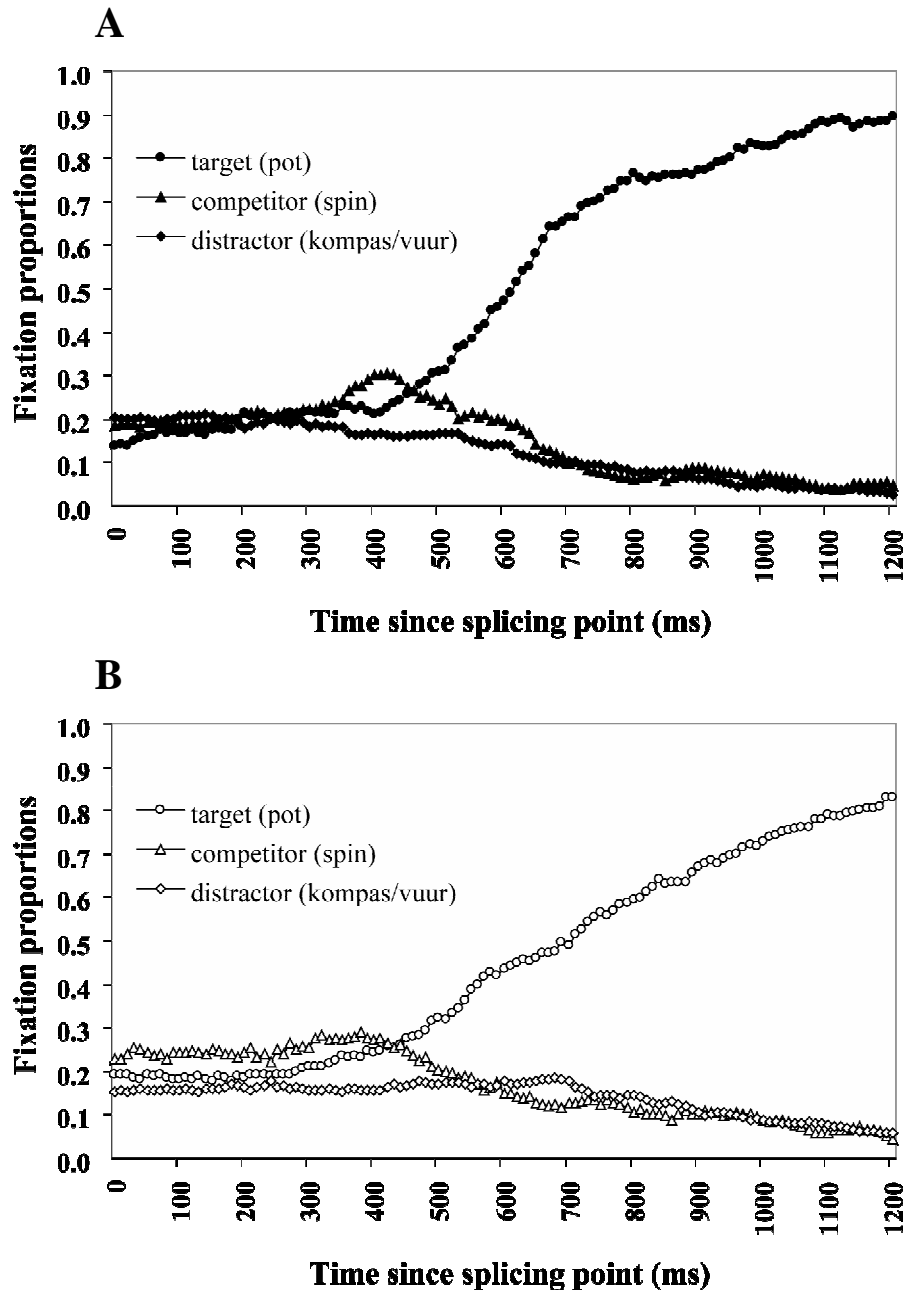 A
1.0
0.9
0.8
0.7
0.6
0.5
0.4
0.3
0.2
0.1
0.0
Fixation proportions
target (pot)
competitor (spin)
distractor (kompas/vuur)
0 100 200 300 400 500 600 700 800 900 1000 1100 1200
Time since splicing point (ms)
B
1.0
0.9
0.8
0.7
0.6
0.5
0.4
0.3
0.2
0.1
0.0
Fixation proportions
target (pot)
competitor (spin)
distractor (kompas/vuur)
0 100 200 300 400 500 600 700 800 900 1000 1100 1200
Time since splicing point (ms)